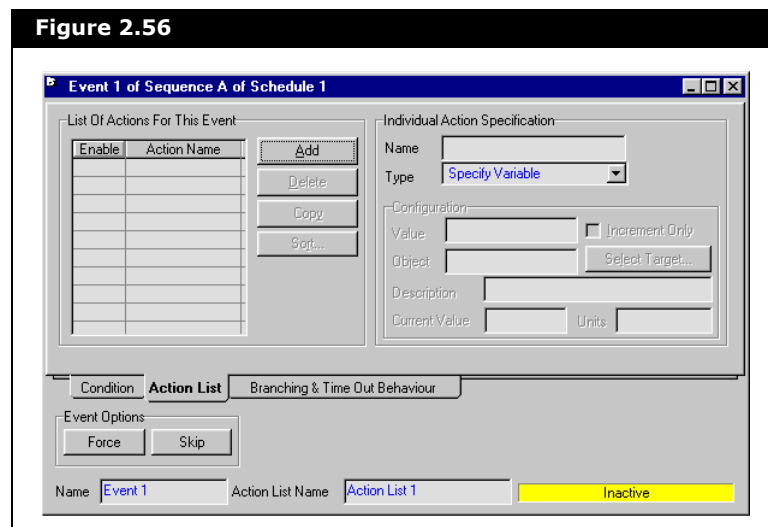 Figure 2.56
Event 1 of Sequence A of Schedule 1
List Of Actions For This Event
Enable Action Name
Add
Delete
Copy
Sort...
Individual Action Specification
Name
Type Specify Variable
Configuration
Value Increment Only
Object Select Target...
Description
Current Value Units
Condition Action List Branching & Time Out Behaviour
Event Options
Force Skip
Name Event 1 Action List Name Action List 1 Inactive